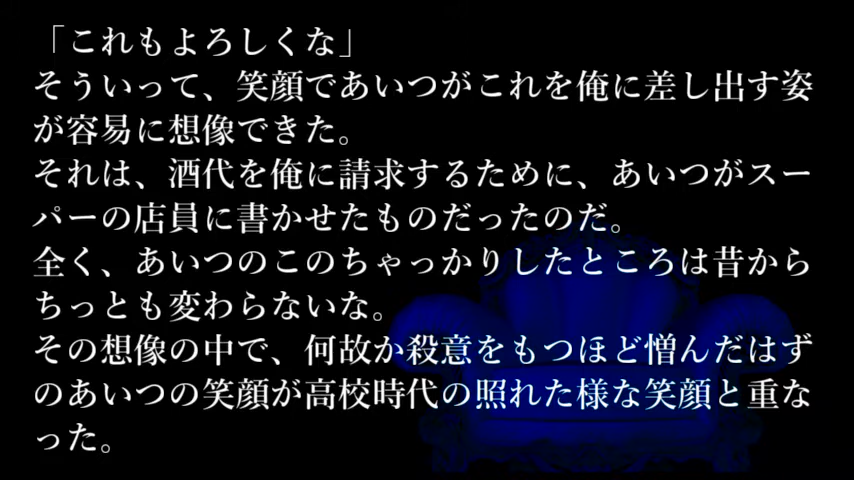 「これもよろしくな」
そういって、笑顔であいつがこれを俺に差し出す姿
が容易に想像できた。
それは、酒代を俺に請求するために、あいつがスー
パーの店員に書かせたものだったのだ。
全く、あいつのこのちゃっかりしたところは昔から
ちっとも変わらないな。
その想像の中で、何故か殺意をもつほど憎んだはず
のあいつの笑顔が高校時代の照れた様な笑顔と重な
った。